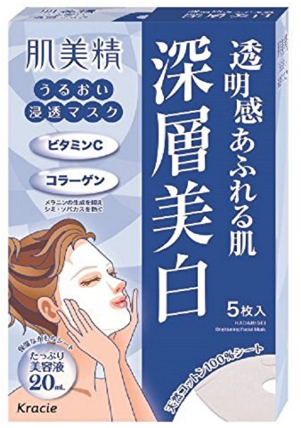 肌美精
うるおい
浸透マスク
ビタミンC
コラーゲン
メラニンの生成を抑え
シミ・ソバカスを防ぐ
透明感あふれる肌
深層美白
5枚入
HADABISEI
Brightening Facial Mask
たっぷり
美容液
20mL
天然コットン100%シート
Kracie